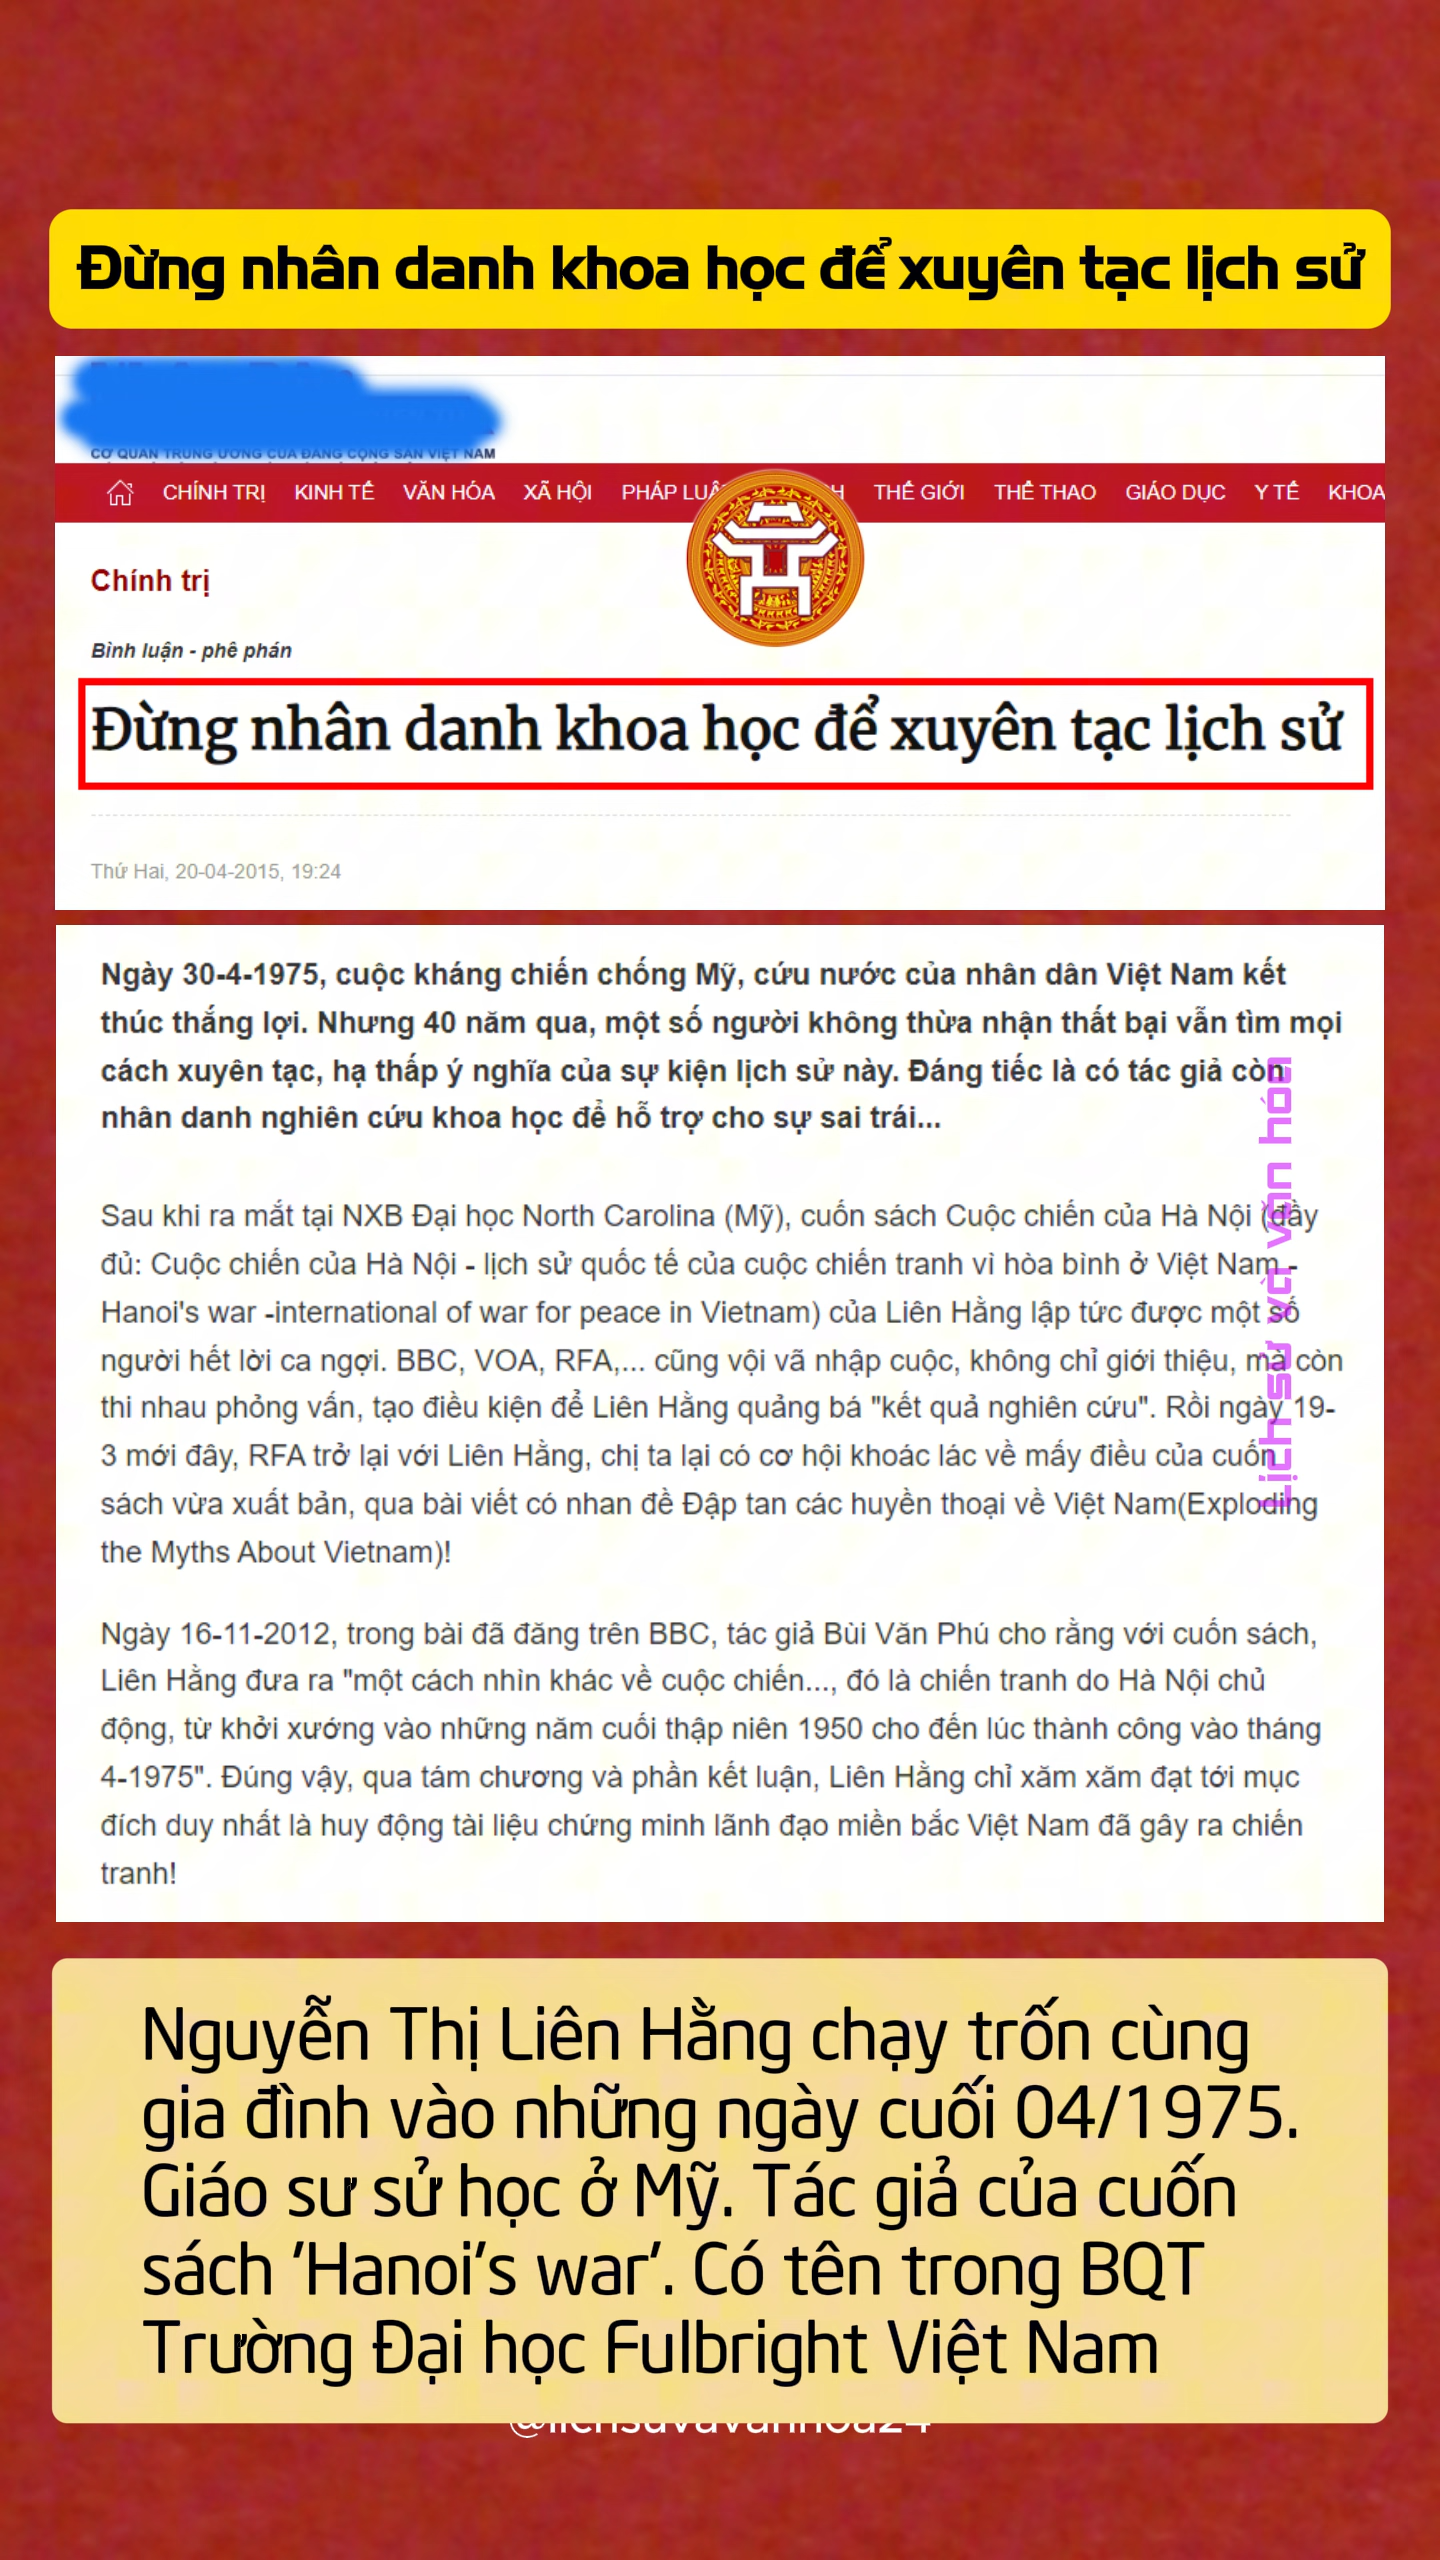 Đừng nhân danh khoa học để xuyên tạc lịch sử
CƠ QUAN TRUNG ƯƠNG CỦA ĐẢNG CỘNG SẢN VIỆT NAM
CHÍNH TRỊ KINH TẾ VĂN HÓA XÃ HỘI PHÁP LUẬ H THẾ GIỚI THỂ THAO GIÁO DỤC Y TẾ KHOA
Chính trị
Bình luận - phê phán
Đừng nhân danh khoa học để xuyên tạc lịch sử
Thứ Hai, 20-04-2015, 19:24
Ngày 30-4-1975, cuộc kháng chiến chống Mỹ, cứu nước của nhân dân Việt Nam kết
thúc thắng lợi. Nhưng 40 năm qua, một số người không thừa nhận thất bại vẫn tìm mọi
cách xuyên tạc, hạ thấp ý nghĩa của sự kiện lịch sử này. Đáng tiếc là có tác giả còn
nhân danh nghiên cứu khoa học để hỗ trợ cho sự sai trái...
Sau khi ra mắt tại NXB Đại học North Carolina (Mỹ), cuốn sách Cuộc chiến của Hà Nội (đầy
đủ: Cuộc chiến của Hà Nội - lịch sử quốc tế của cuộc chiến tranh vì hòa bình ở Việt Nam -
Hanoi's war -international of war for peace in Vietnam) của Liên Hằng lập tức được một số
người hết lời ca ngợi. BBC, VOA, RFA,... cũng vội vã nhập cuộc, không chỉ giới thiệu, mà còn
thi nhau phỏng vấn, tạo điều kiện để Liên Hằng quảng bá "kết quả nghiên cứu". Rồi ngày 19-
3 mới đây, RFA trở lại với Liên Hằng, chị ta lại có cơ hội khoác lác về mấy điều của cuốn
sách vừa xuất bản, qua bài viết có nhan đề Đập tan các huyền thoại về Việt Nam(Exploding
the Myths About Vietnam)!
Ngày 16-11-2012, trong bài đã đăng trên BBC, tác giả Bùi Văn Phú cho rằng với cuốn sách,
Liên Hằng đưa ra "một cách nhìn khác về cuộc chiến..., đó là chiến tranh do Hà Nội chủ
động, từ khởi xướng vào những năm cuối thập niên 1950 cho đến lúc thành công vào tháng
4-1975". Đúng vậy, qua tám chương và phần kết luận, Liên Hằng chỉ xăm xăm đạt tới mục
đích duy nhất là huy động tài liệu chứng minh lãnh đạo miền bắc Việt Nam đã gây ra chiến
tranh!
Lịch sử và văn hóa
Nguyễn Thị Liên Hằng chạy trốn cùng
gia đình vào những ngày cuối 04/1975.
Giáo sư sử học ở Mỹ. Tác giả của cuốn
sách 'Hanoi's war'. Có tên trong BQT
Trường Đại học Fulbright Việt Nam
@lichsuvavanhoa24